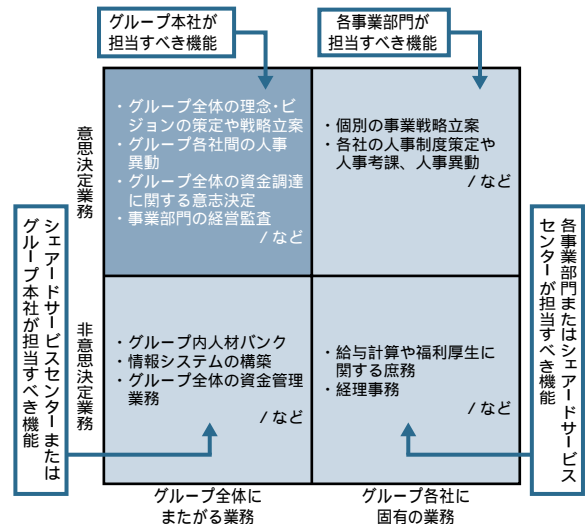 グループ本社が
担当すべき機能
各事業部門が
担当すべき機能
意思決定業務
・グループ全体の理念・ビ
ジョンの策定や戦略立案
・グループ各社間の人事
異動
・グループ全体の資金調達
に関する意志決定
・事業部門の経営監査
/など
・個別の事業戦略立案
・各社の人事制度策定や
人事考課、人事異動
/など
シェアードサービスセンターまたは
グループ本社が担当すべき機能
非意思決定業務
・グループ内人材バンク
・情報システムの構築
・グループ全体の資金管理
業務
/など
・給与計算や福利厚生に
関する庶務
・経理事務
/など
各事業部門またはシェアードサービス
センターが担当すべき機能
グループ全体に
またがる業務
グループ各社に
固有の業務